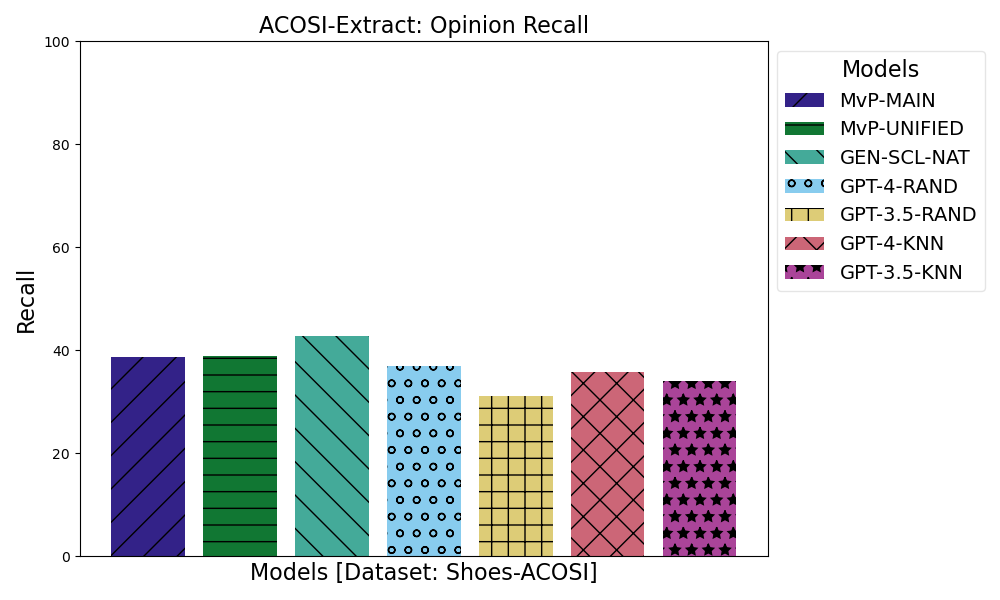 ACOSI-Extract: Opinion Recall
100
80
60
40
20
0
Recall
Models [Dataset: Shoes-ACOSI]
Models
MvP-MAIN
MvP-UNIFIED
GEN-SCL-NAT
GPT-4-RAND
GPT-3.5-RAND
GPT-4-KNN
GPT-3.5-KNN